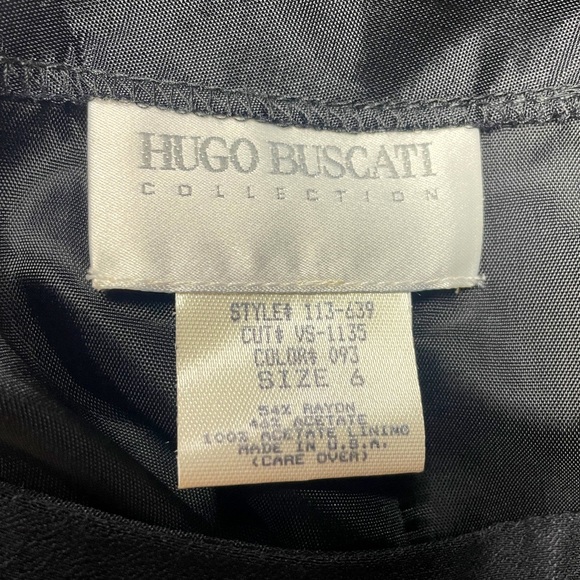 HUGO BUSCATI
COLLECTION
STYLE# 113-639
CUT# VS-1135
COLOR# 093
SIZE 6
54% RAYON
46% ACETATE
100% ACETATE LINING
MADE IN U.S.A.
(CARE OVER)